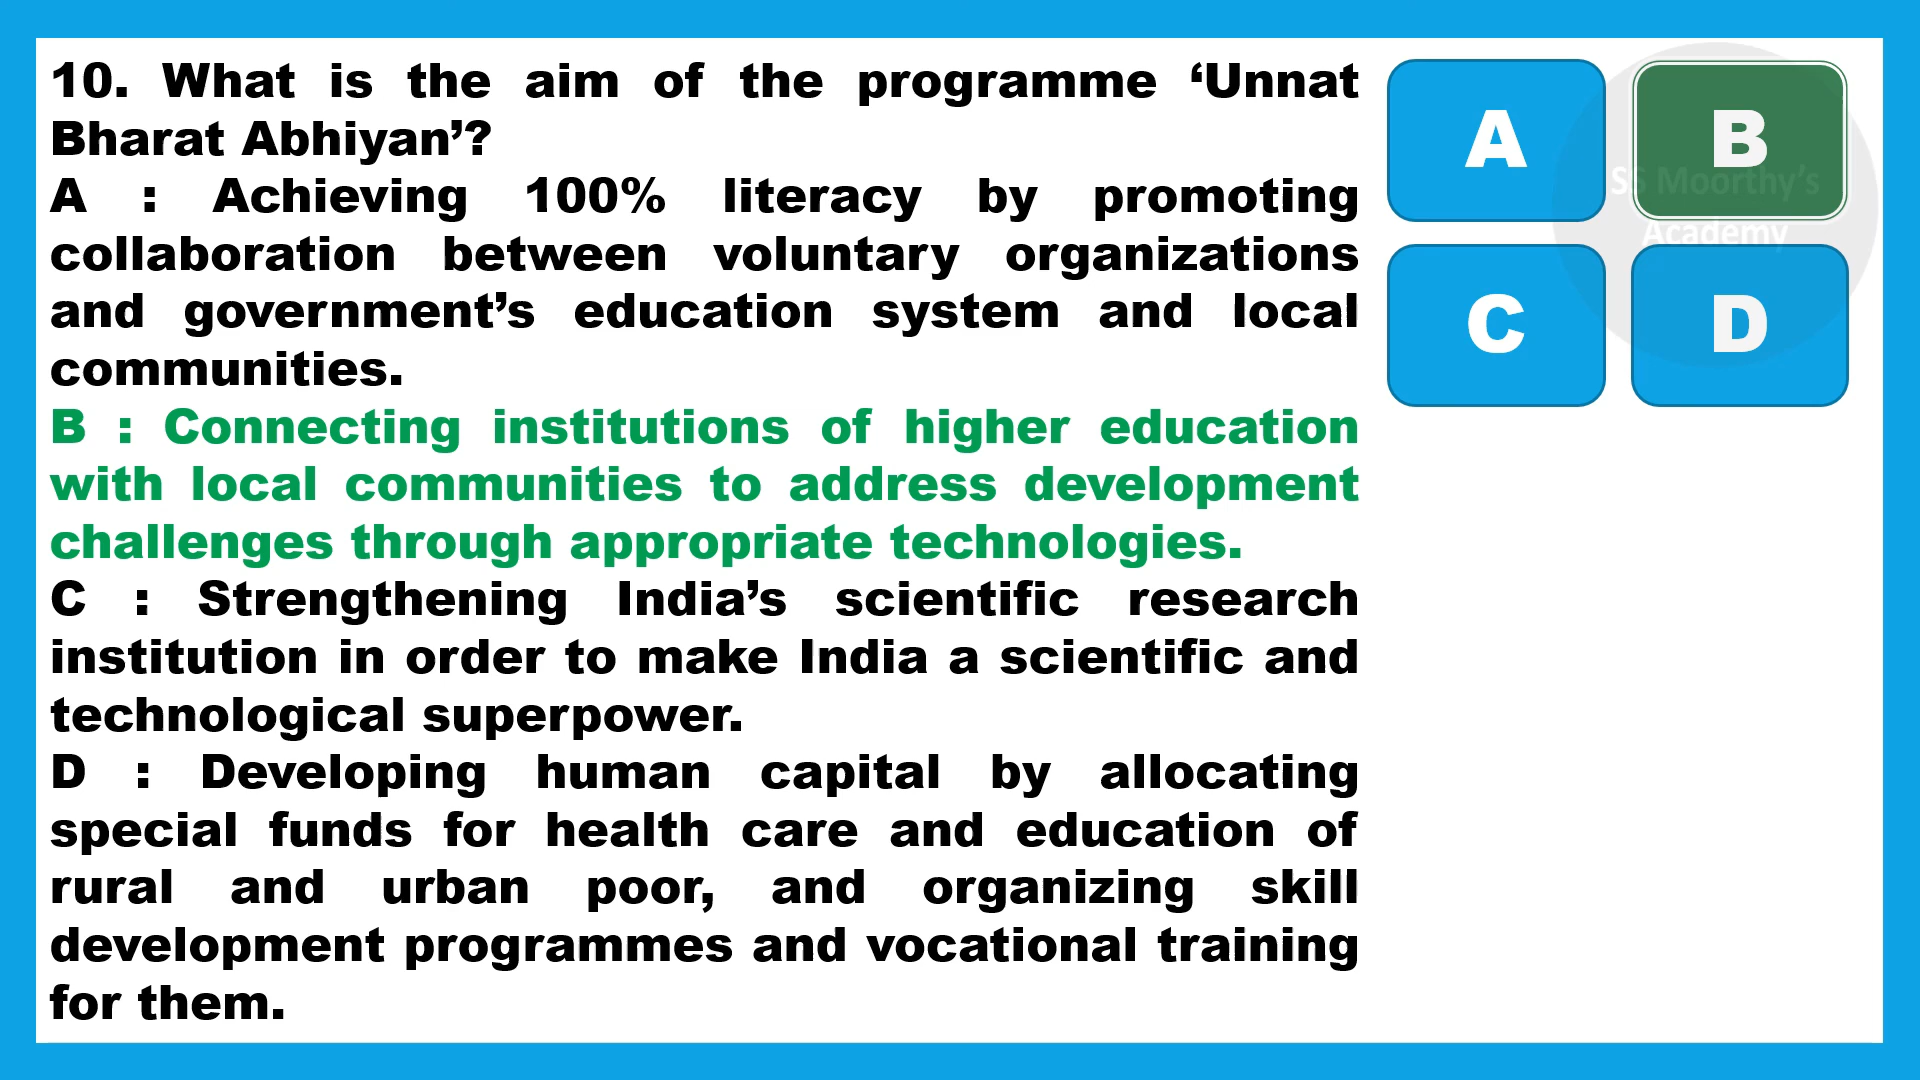 10. What is the aim of the programme ‘Unnat
Bharat Abhiyan’?
A : Achieving 100% literacy by promoting
collaboration between voluntary organizations
and government’s education system and local
communities.
B : Connecting institutions of higher education
with local communities to address development
challenges through appropriate technologies.
C : Strengthening India’s scientific research
institution in order to make India a scientific and
technological superpower.
D : Developing human capital by allocating
special funds for health care and education of
rural and urban poor, and organizing skill
development programmes and vocational training
for them.
A
B
SS Moorthy’s
Academy
C
D